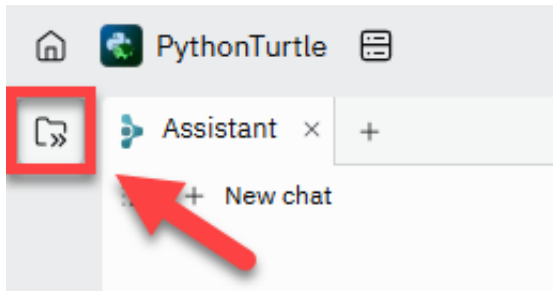 PythonTurtle
Assistant × +
+ New chat